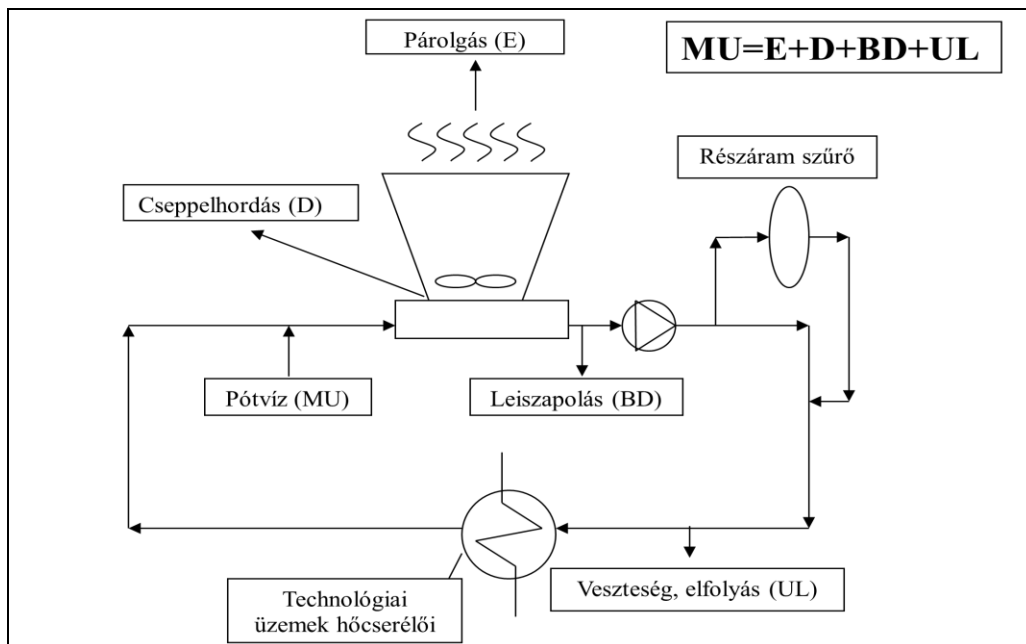 Párolgás (E)
MU=E+D+BD+UL
Részáram szűrő
Cseppelhordás (D)
Pótvíz (MU)
Leiszapolás (BD)
Technológiai
üzemek hőcserélői
Veszteség, elfolyás (UL)